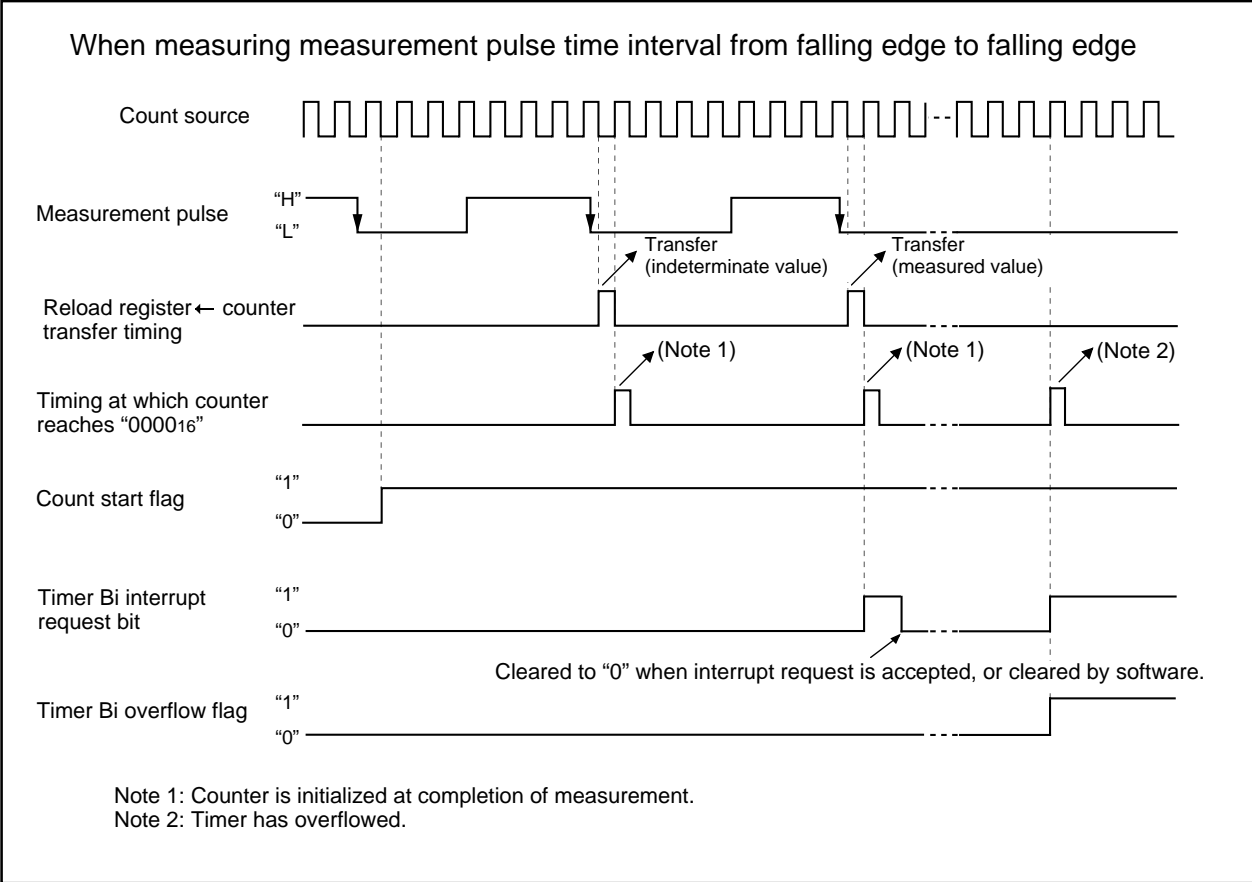 When measuring measurement pulse time interval from falling edge to falling edge
Count source
Measurement pulse
“H”
“L”
Transfer
(indeterminate value)
Transfer
(measured value)
Reload register ← counter
transfer timing
(Note 1)
(Note 1)
(Note 2)
Timing at which counter
reaches “000016”
Count start flag
“1”
“0”
Timer Bi interrupt
request bit
“1”
“0”
Cleared to “0” when interrupt request is accepted, or cleared by software.
Timer Bi overflow flag
“1”
“0”
Note 1: Counter is initialized at completion of measurement.
Note 2: Timer has overflowed.